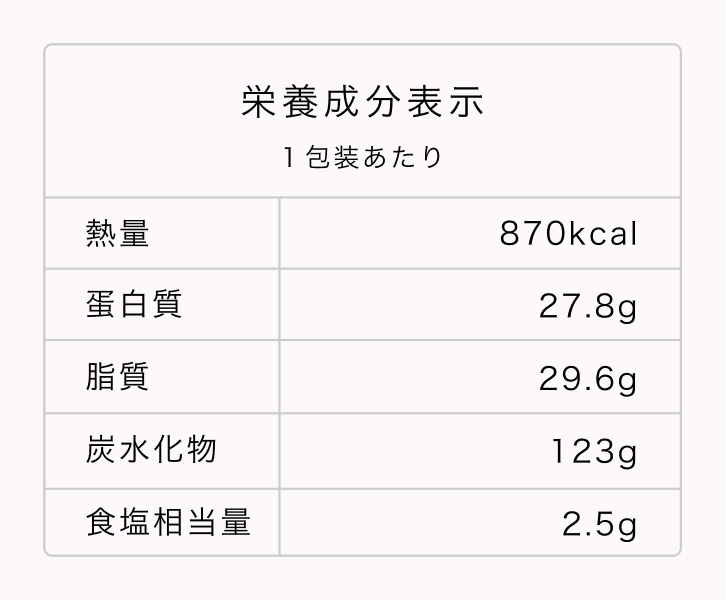 栄養成分表示
1包装あたり
熱量 870kcal
蛋白質 27.8g
脂質 29.6g
炭水化物 123g
食塩相当量 2.5g